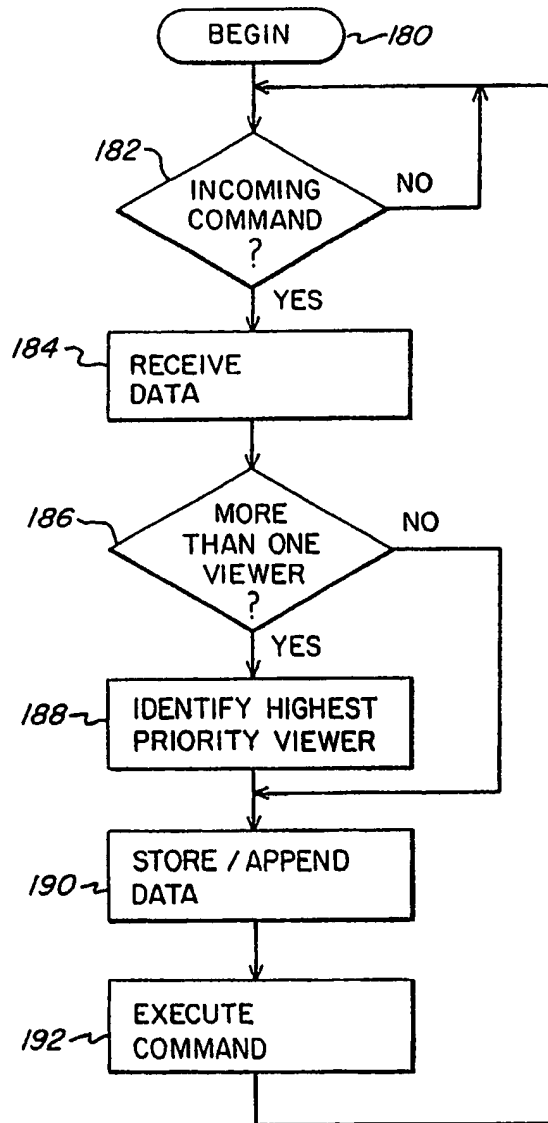 BEGIN
180
182
INCOMING
COMMAND
?
NO
YES
184
RECEIVE
DATA
186
MORE
THAN ONE
VIEWER
?
NO
YES
188
IDENTIFY HIGHEST
PRIORITY VIEWER
190
STORE / APPEND
DATA
192
EXECUTE
COMMAND